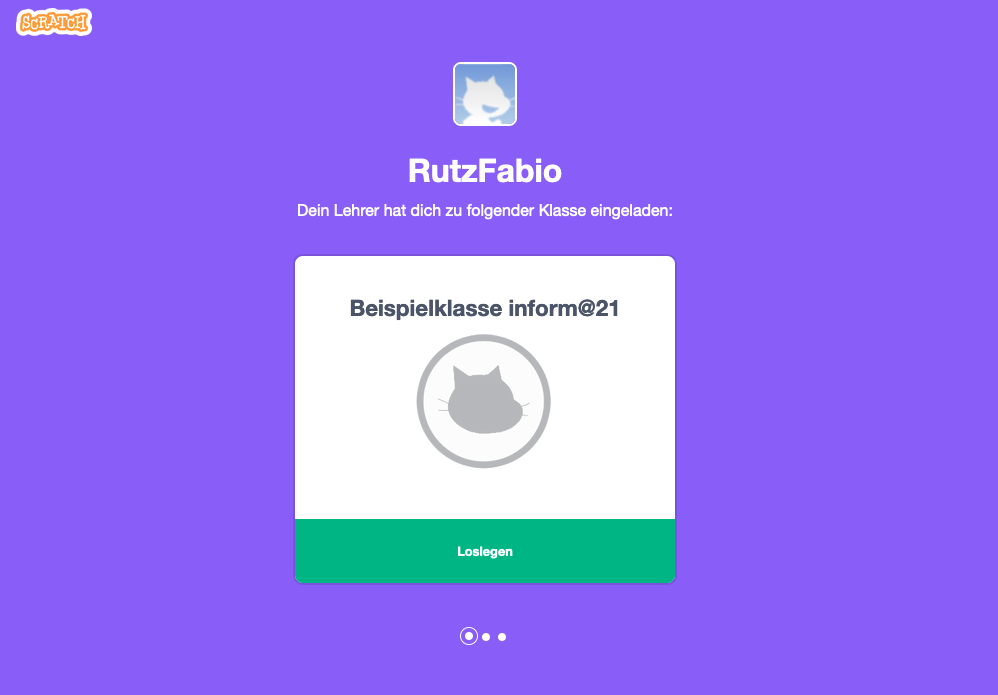 SCRATCH
RutzFabio
Dein Lehrer hat dich zu folgender Klasse eingeladen:
Beispielklasse inform@21
Loslegen